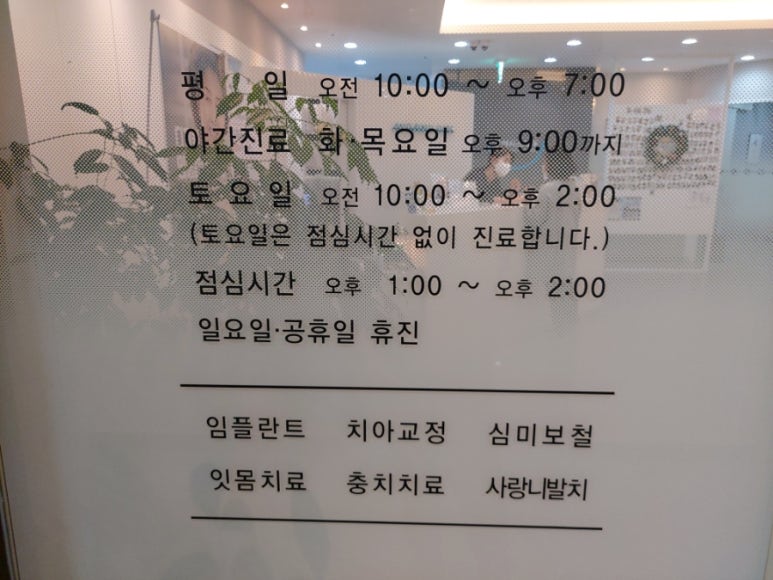 평 일 오전 10:00 ~ 오후 7:00
야간진료 화·목요일 오후 9:00까지
토 요 일 오전 10:00 ~ 오후 2:00
(토요일은 점심시간 없이 진료합니다.)
점심시간 오후 1:00 ~ 오후 2:00
일요일·공휴일 휴진
임플란트 치아교정 심미보철
잇몸치료 충치치료 사랑니발치